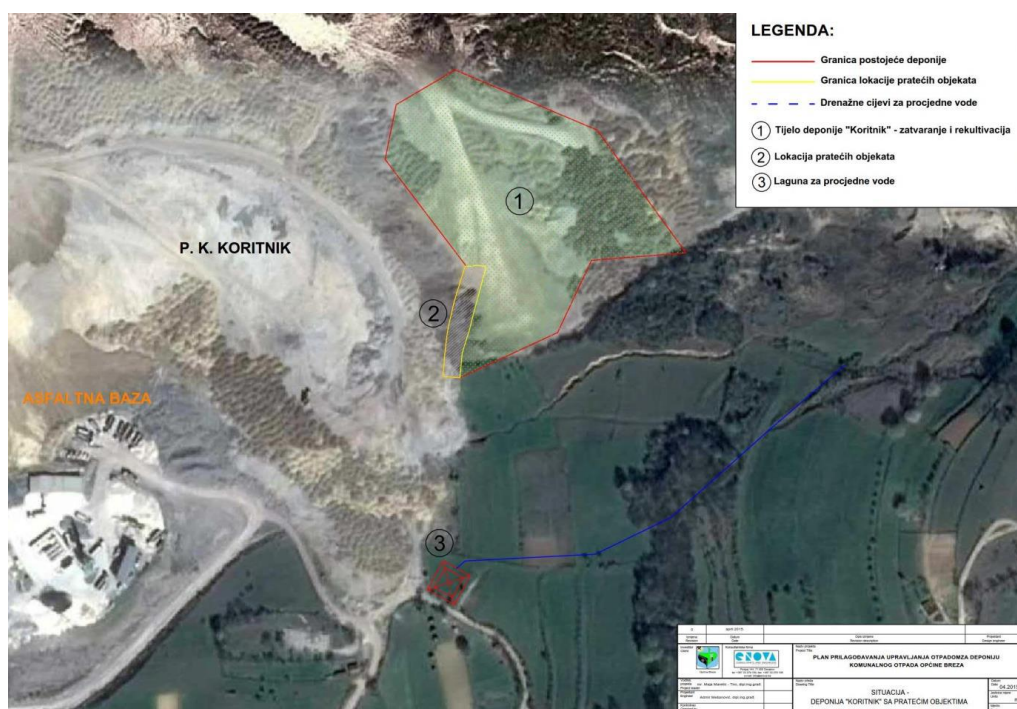 LEGENDA:
Granica postojeće deponije
Granica lokacije pratećih objekata
Drenažne cijevi za procjedne vode
1 Tijelo deponije "Koritnik" - zatvaranje i rekultivacija
2 Lokacija pratećih objekata
3 Laguna za procjedne vode
1
P. K. KORITNIK
2
ASFALTNA BAZA
3
PLAN PRILAGOĐAVANJA UPRAVLJANJA OTPADOMZA DEPONIJU
KOMUNALNOG OTPADA OPĆINE BREZA
SITUACIJA -
DEPONIJA "KORITNIK" SA PRATEĆIM OBJEKTIMA